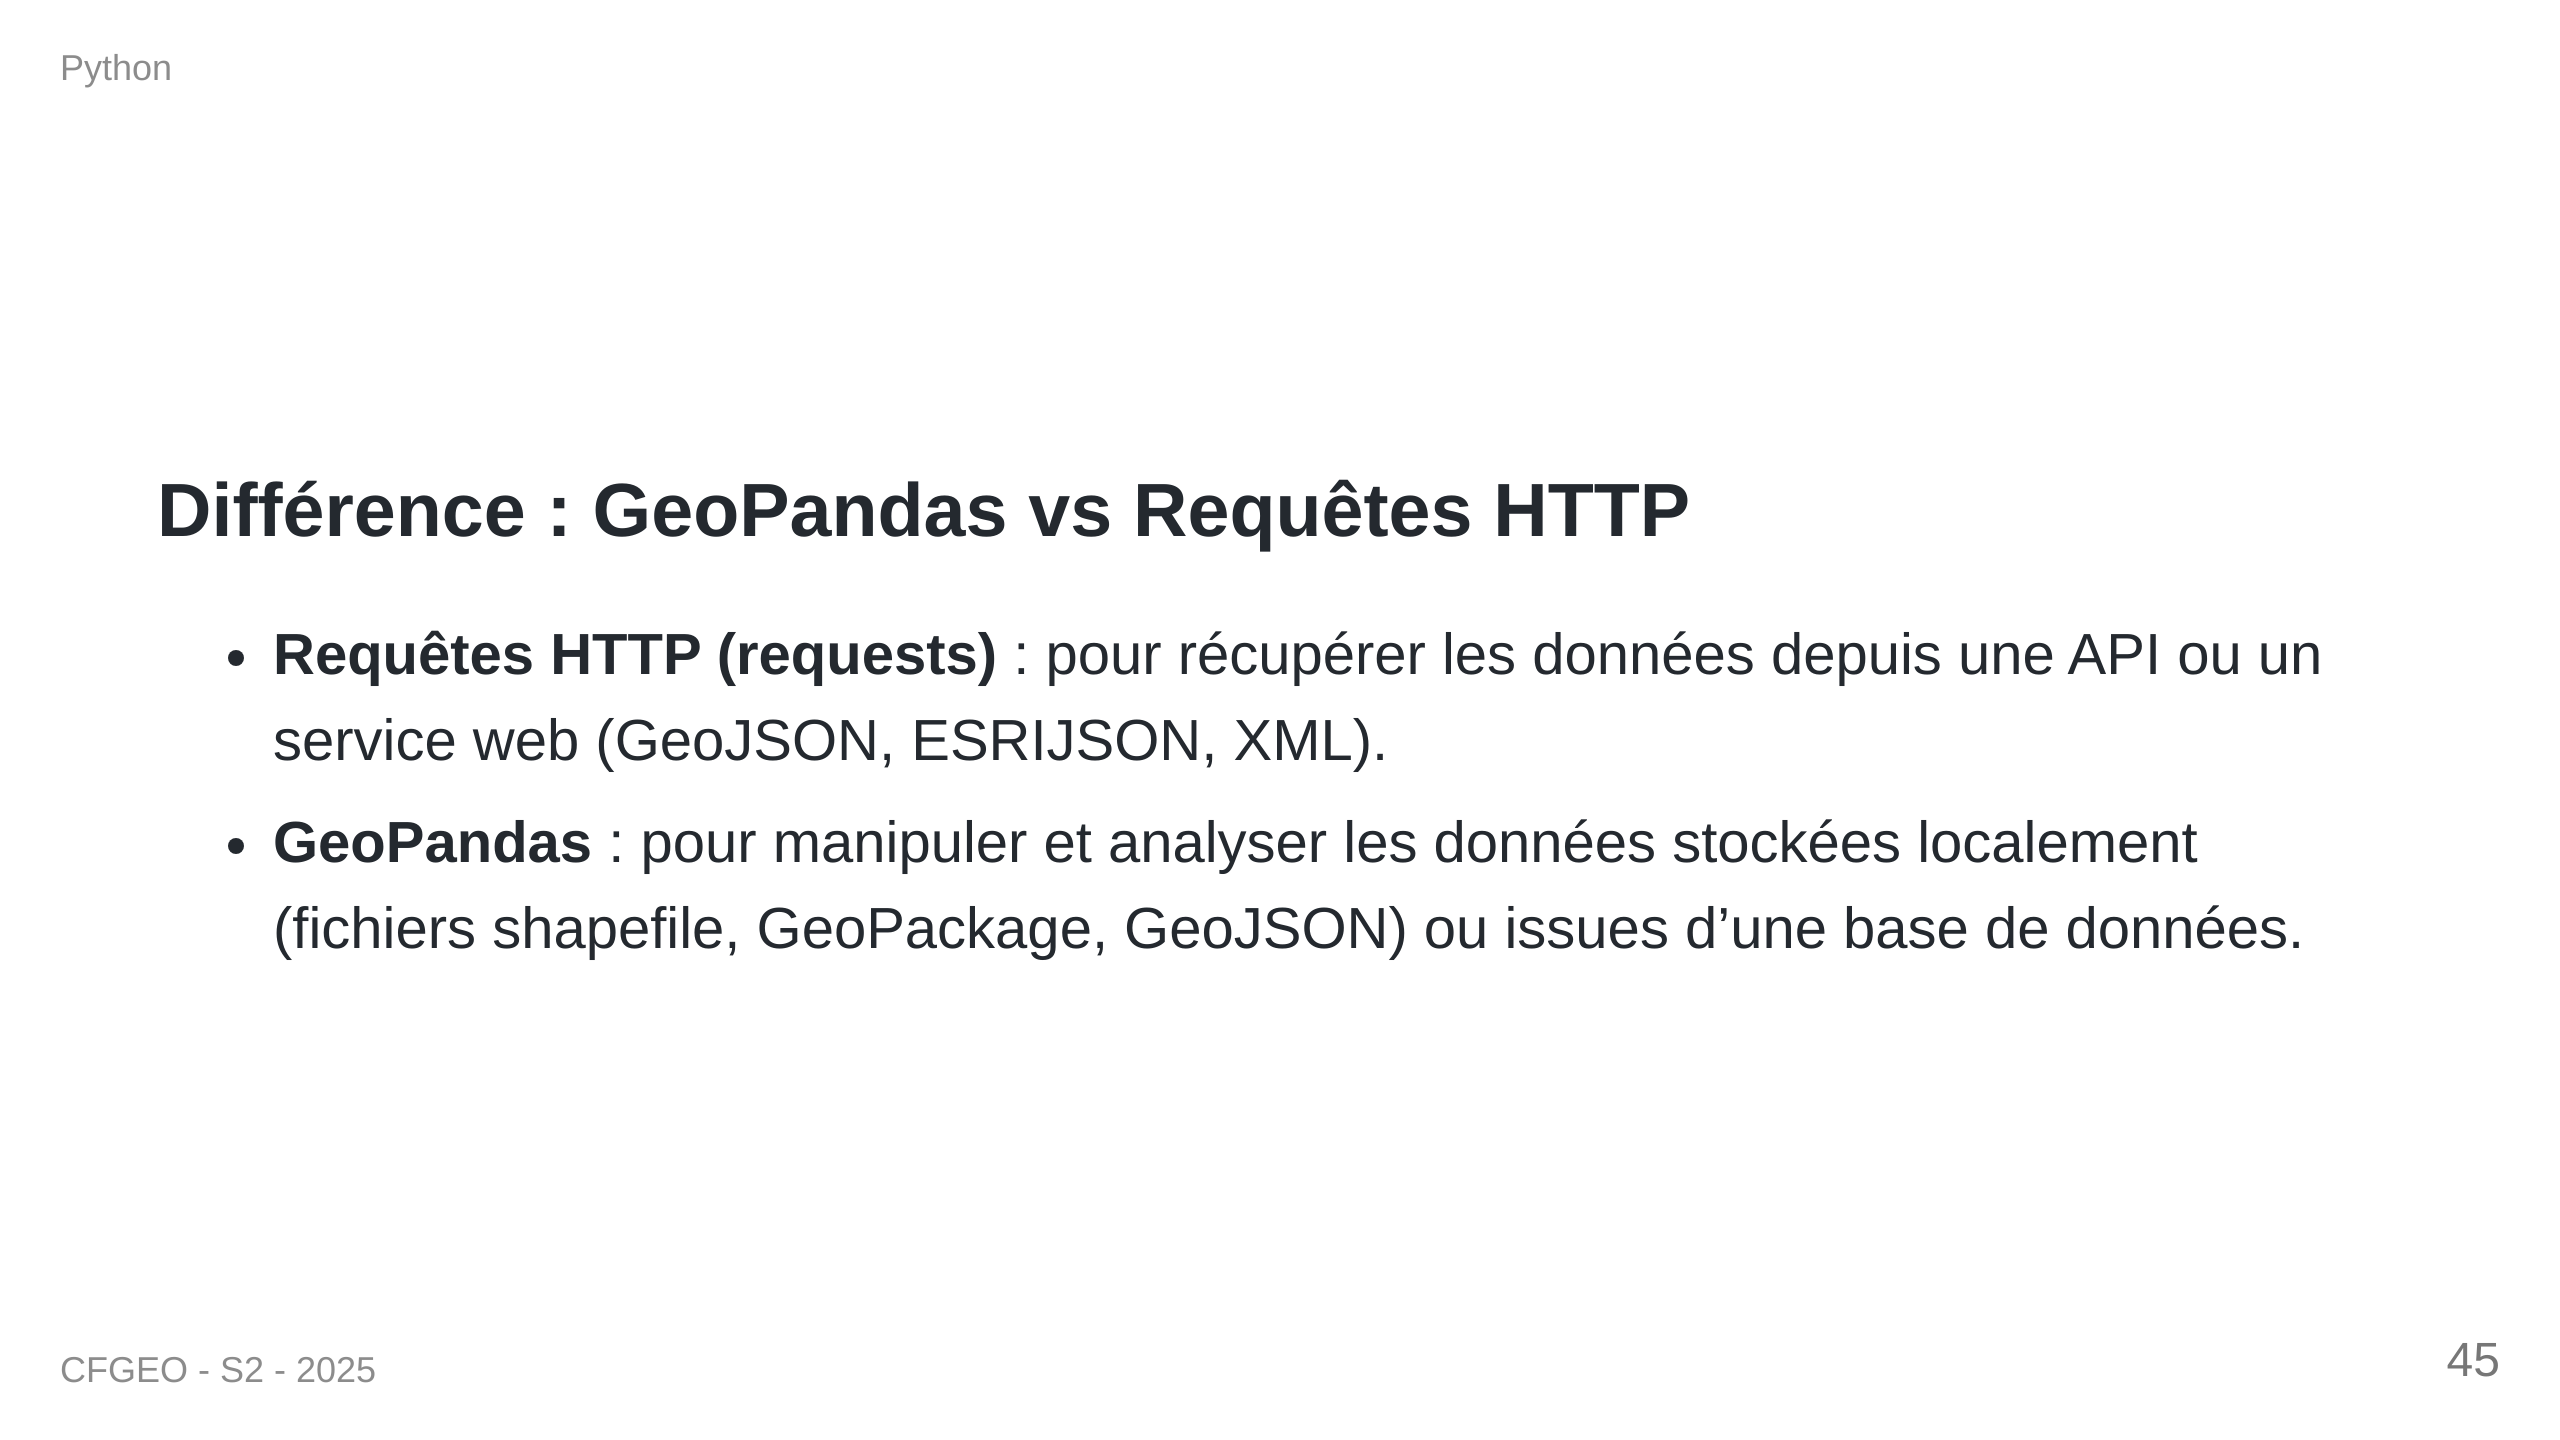 Python
Différence : GeoPandas vs Requêtes HTTP
• Requêtes HTTP (requests) : pour récupérer les données depuis une API ou un
service web (GeoJSON, ESRIJSON, XML).
• GeoPandas : pour manipuler et analyser les données stockées localement
(fichiers shapefile, GeoPackage, GeoJSON) ou issues d’une base de données.
CFGEO - S2 - 2025
45